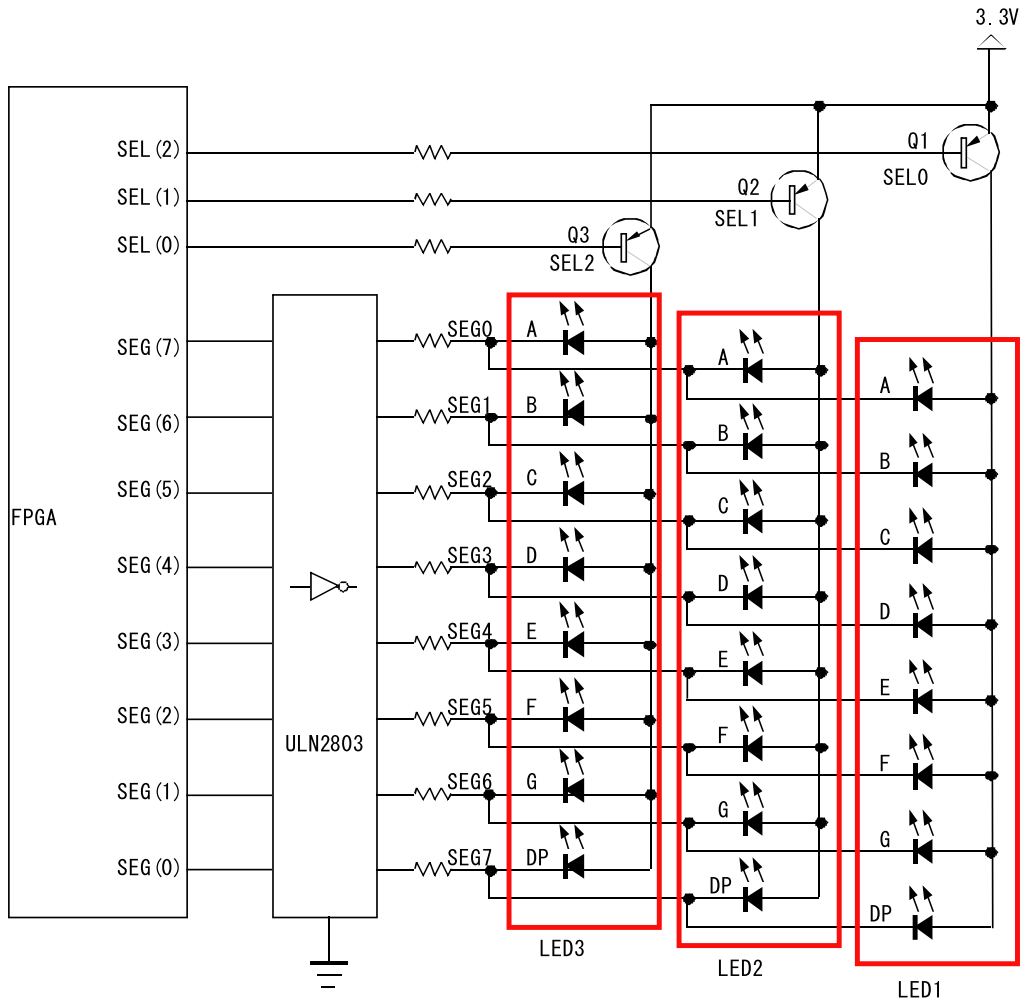 3.3V
SEL(2)
Q1
SEL0
SEL(1)
Q2
SEL1
SEL(0)
Q3
SEL2
SEG(7)
SEG0
A
A
A
SEG(6)
SEG1
B
B
B
SEG(5)
SEG2
C
C
C
FPGA
SEG(4)
SEG3
D
D
D
SEG(3)
SEG4
E
E
E
SEG(2)
SEG5
F
F
F
ULN2803
SEG(1)
SEG6
G
G
G
SEG(0)
SEG7
DP
DP
DP
LED3
LED2
LED1